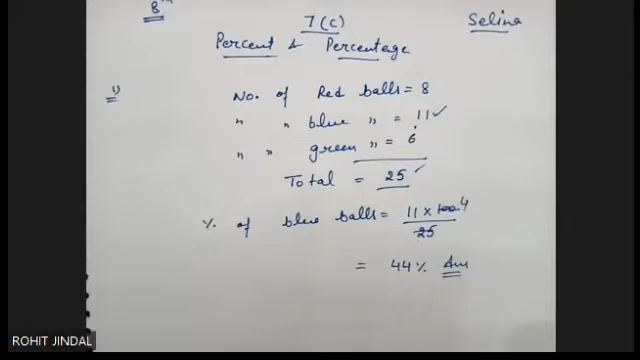 8th
7(c)
Selina
Percent & Percentage
1)
No. of Red balls = 8
" " blue " = 11 ✓
" " green " = 6
Total = 25 ✓
% of blue balls = 11 × 100 4
25
= 44% Ans
ROHIT JINDAL